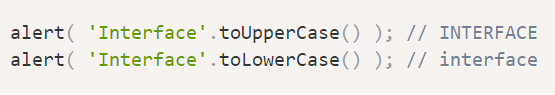 alert( 'Interface'.toUpperCase() ); // INTERFACE
alert( 'Interface'.toLowerCase() ); // interface